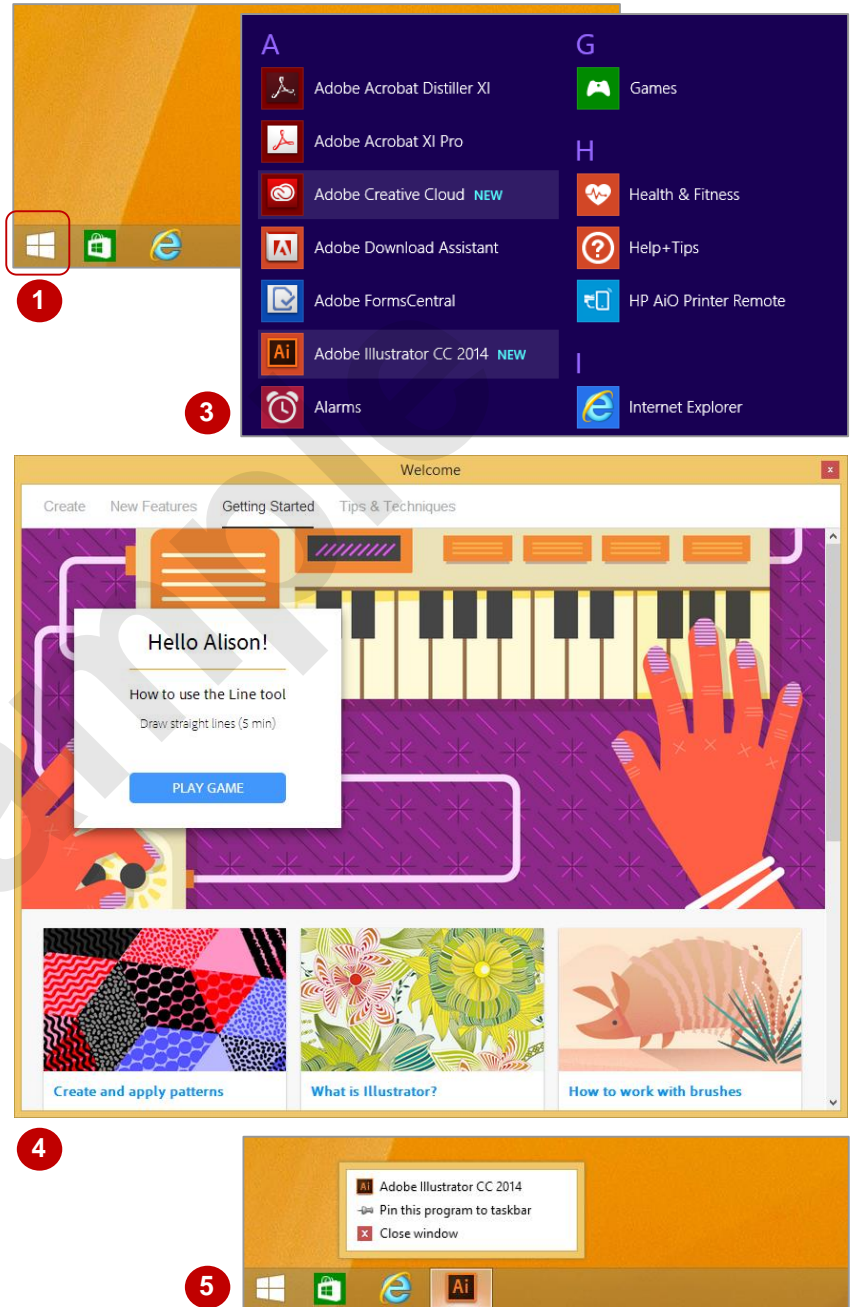 A
Adobe Acrobat Distiller XI
Adobe Acrobat XI Pro
Adobe Creative Cloud NEW
Adobe Download Assistant
Adobe FormsCentral
Ai Adobe Illustrator CC 2014 NEW
Alarms
G
Games
H
Health & Fitness
Help+Tips
HP AiO Printer Remote
I
Internet Explorer
1
3
Welcome
Create New Features Getting Started Tips & Techniques
Hello Alison!
How to use the Line tool
Draw straight lines (5 min)
PLAY GAME
Create and apply patterns
What is Illustrator?
How to work with brushes
4
Ai Adobe Illustrator CC 2014
Pin this program to taskbar
x Close window
5
Ai